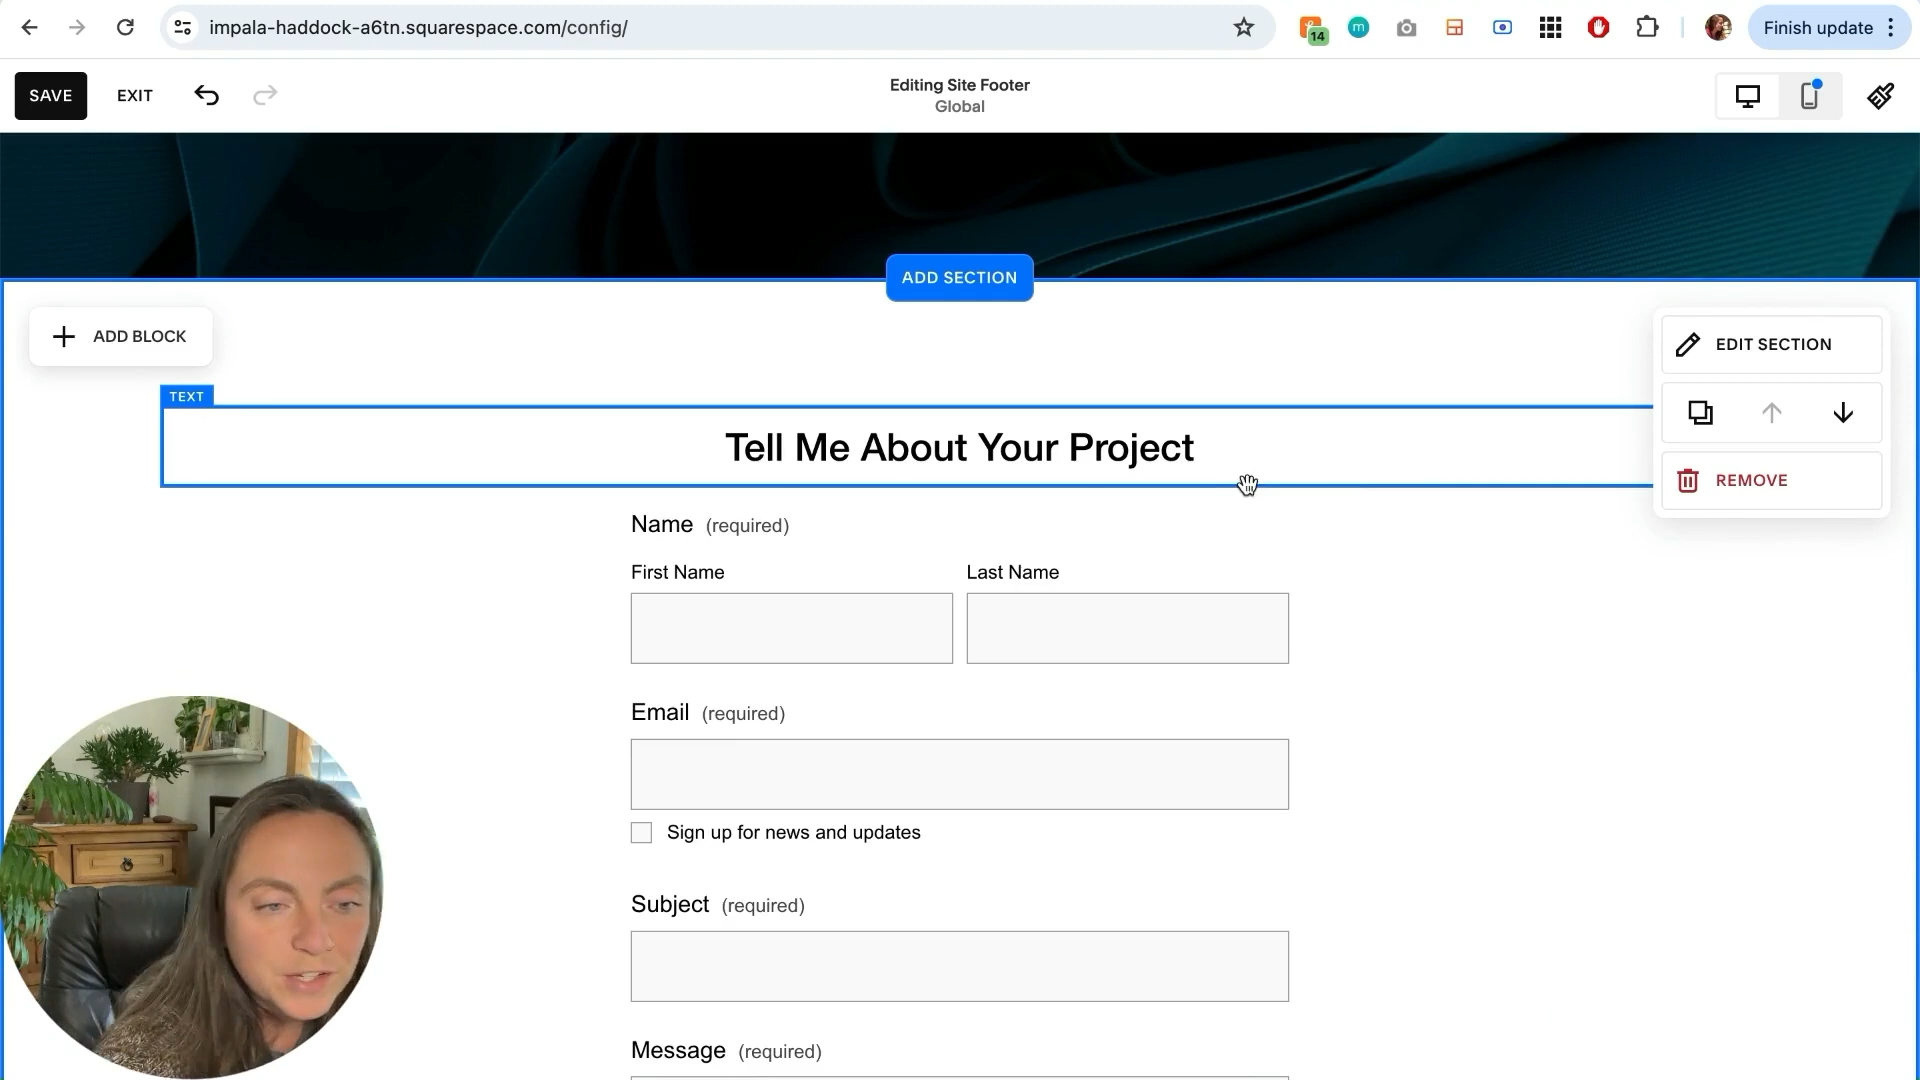 impala-haddock-a6tn.squarespace.com/config/
14
m
Finish update
SAVE
EXIT
Editing Site Footer
Global
ADD SECTION
ADD BLOCK
EDIT SECTION
TEXT
Tell Me About Your Project
REMOVE
Name (required)
First Name
Last Name
Email (required)
Sign up for news and updates
Subject (required)
Message (required)